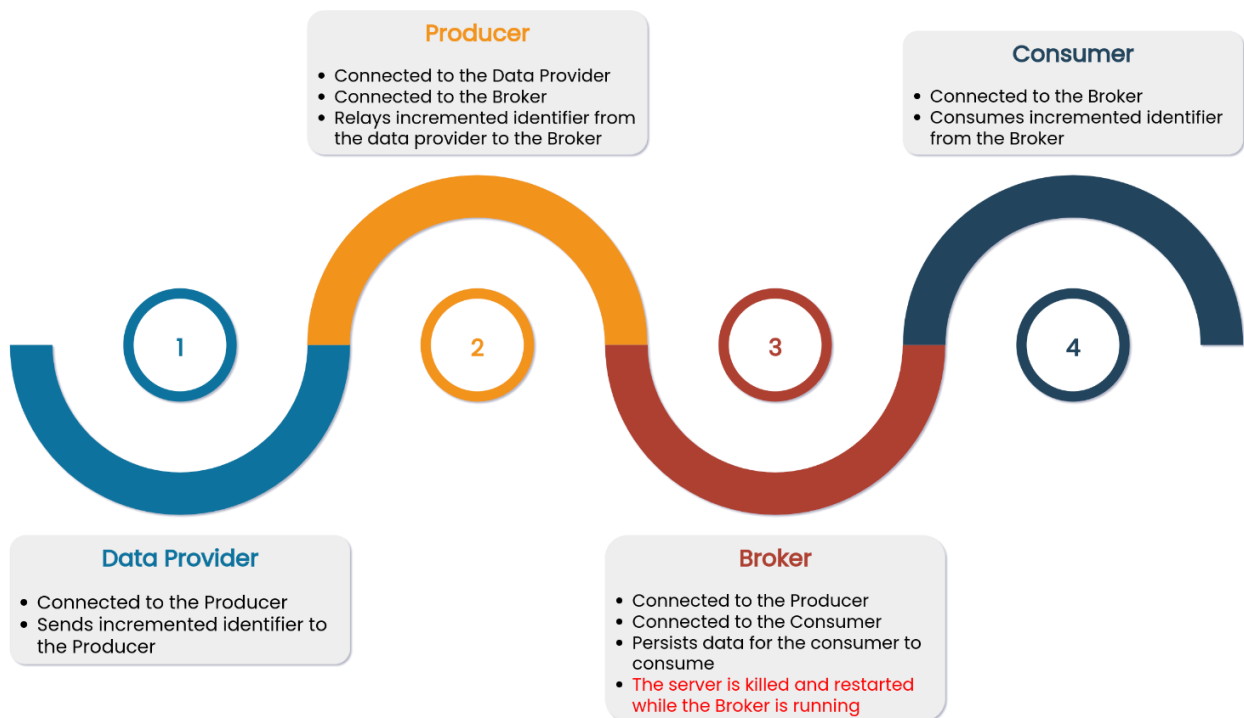 Producer
• Connected to the Data Provider
• Connected to the Broker
• Relays incremented identifier from
the data provider to the Broker
Consumer
• Connected to the Broker
• Consumes incremented identifier
from the Broker
1
2
3
4
Data Provider
• Connected to the Producer
• Sends incremented identifier to
the Producer
Broker
• Connected to the Producer
• Connected to the Consumer
• Persists data for the consumer to
consume
• The server is killed and restarted
while the Broker is running